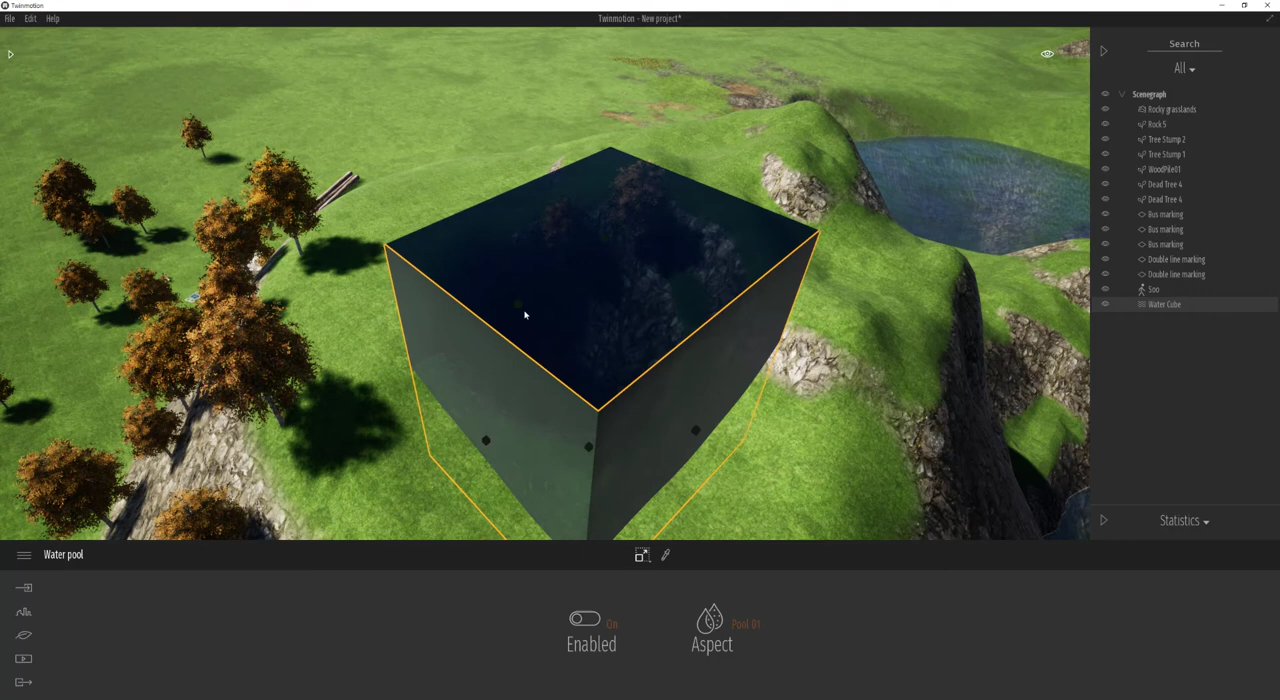 Twinmotion
File Edit Help
Twinmotion - New project*
Search
All
Scenegraph
Rocky grasslands
Rock 5
Tree Stump 2
Tree Stump 1
WoodPile01
Dead Tree 4
Dead Tree 4
Bus marking
Bus marking
Bus marking
Double line marking
Double line marking
Soo
Water Cube
Statistics
Water pool
On
Enabled
Pool 01
Aspect